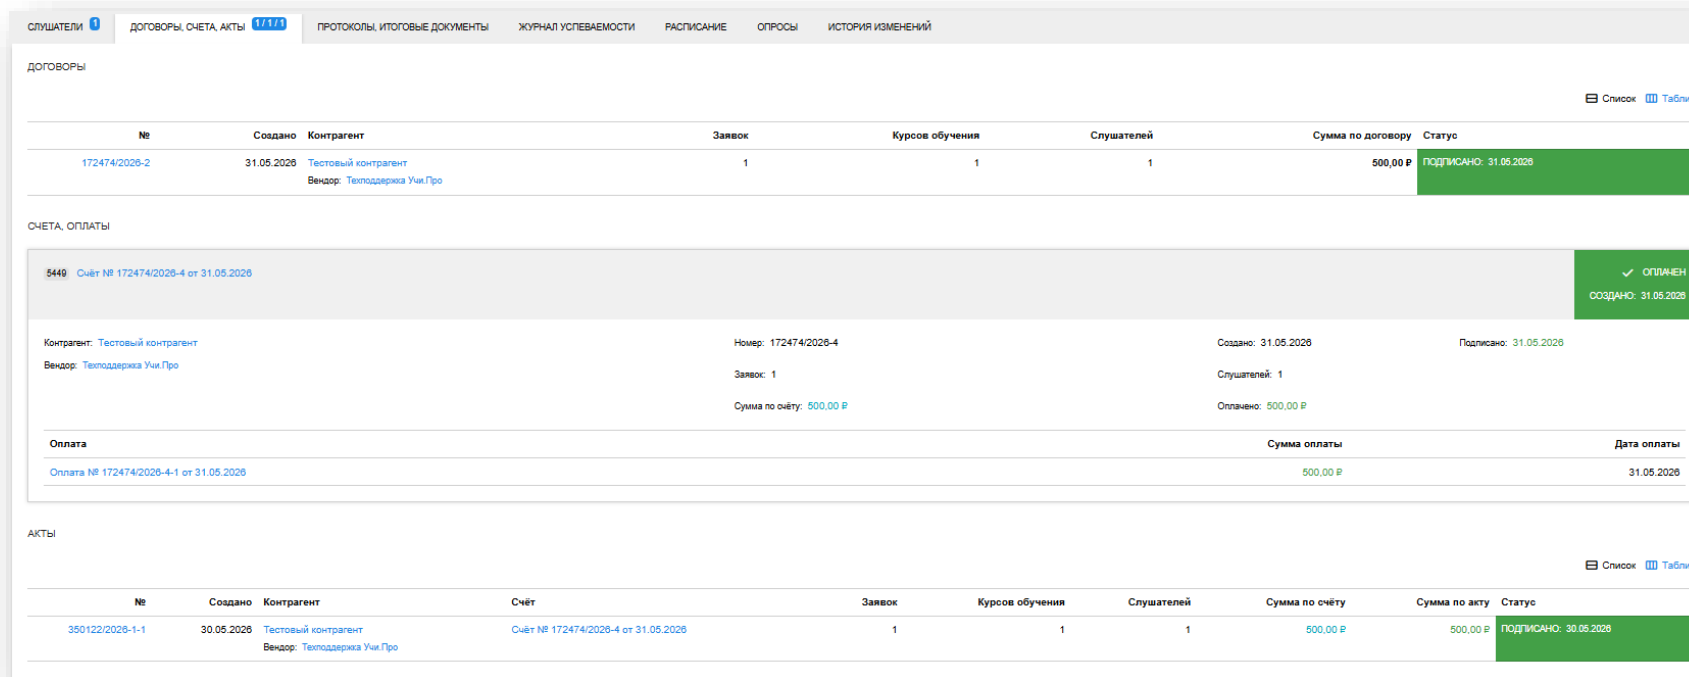 СЛУШАТЕЛИ 1 ДОГОВОРЫ, СЧЕТА, АКТЫ 1/1/1 ПРОТОКОЛЫ, ИТОГОВЫЕ ДОКУМЕНТЫ ЖУРНАЛ УСПЕВАЕМОСТИ РАСПИСАНИЕ ОПРОСЫ ИСТОРИЯ ИЗМЕНЕНИЙ
ДОГОВОРЫ
Список Табли
№ Создано Контрагент Заявок Курсов обучения Слушателей Сумма по договору Статус
172474/2026-2 31.05.2026 Тестовый контрагент 1 1 1 500,00 ₽ ПОДПИСАНО: 31.05.2026
Вендор: Техподдержка Учи.Про
СЧЕТА, ОПЛАТЫ
5449 Счёт № 172474/2026-4 от 31.05.2026 ОПЛАЧЕН
СОЗДАНО: 31.05.2026
Контрагент: Тестовый контрагент Номер: 172474/2026-4 Создано: 31.05.2026 Подписано: 31.05.2026
Вендор: Техподдержка Учи.Про
Заявок: 1 Слушателей: 1
Сумма по счёту: 500,00 ₽ Оплачено: 500,00 ₽
Оплата Сумма оплаты Дата оплаты
Оплата № 172474/2026-4-1 от 31.05.2026 500,00 ₽ 31.05.2026
АКТЫ
Список Табли
№ Создано Контрагент Счёт Заявок Курсов обучения Слушателей Сумма по счёту Сумма по акту Статус
350122/2026-1-1 30.05.2026 Тестовый контрагент Счёт № 172474/2026-4 от 31.05.2026 1 1 1 500,00 ₽ 500,00 ₽ ПОДПИСАНО: 30.05.2026
Вендор: Техподдержка Учи.Про